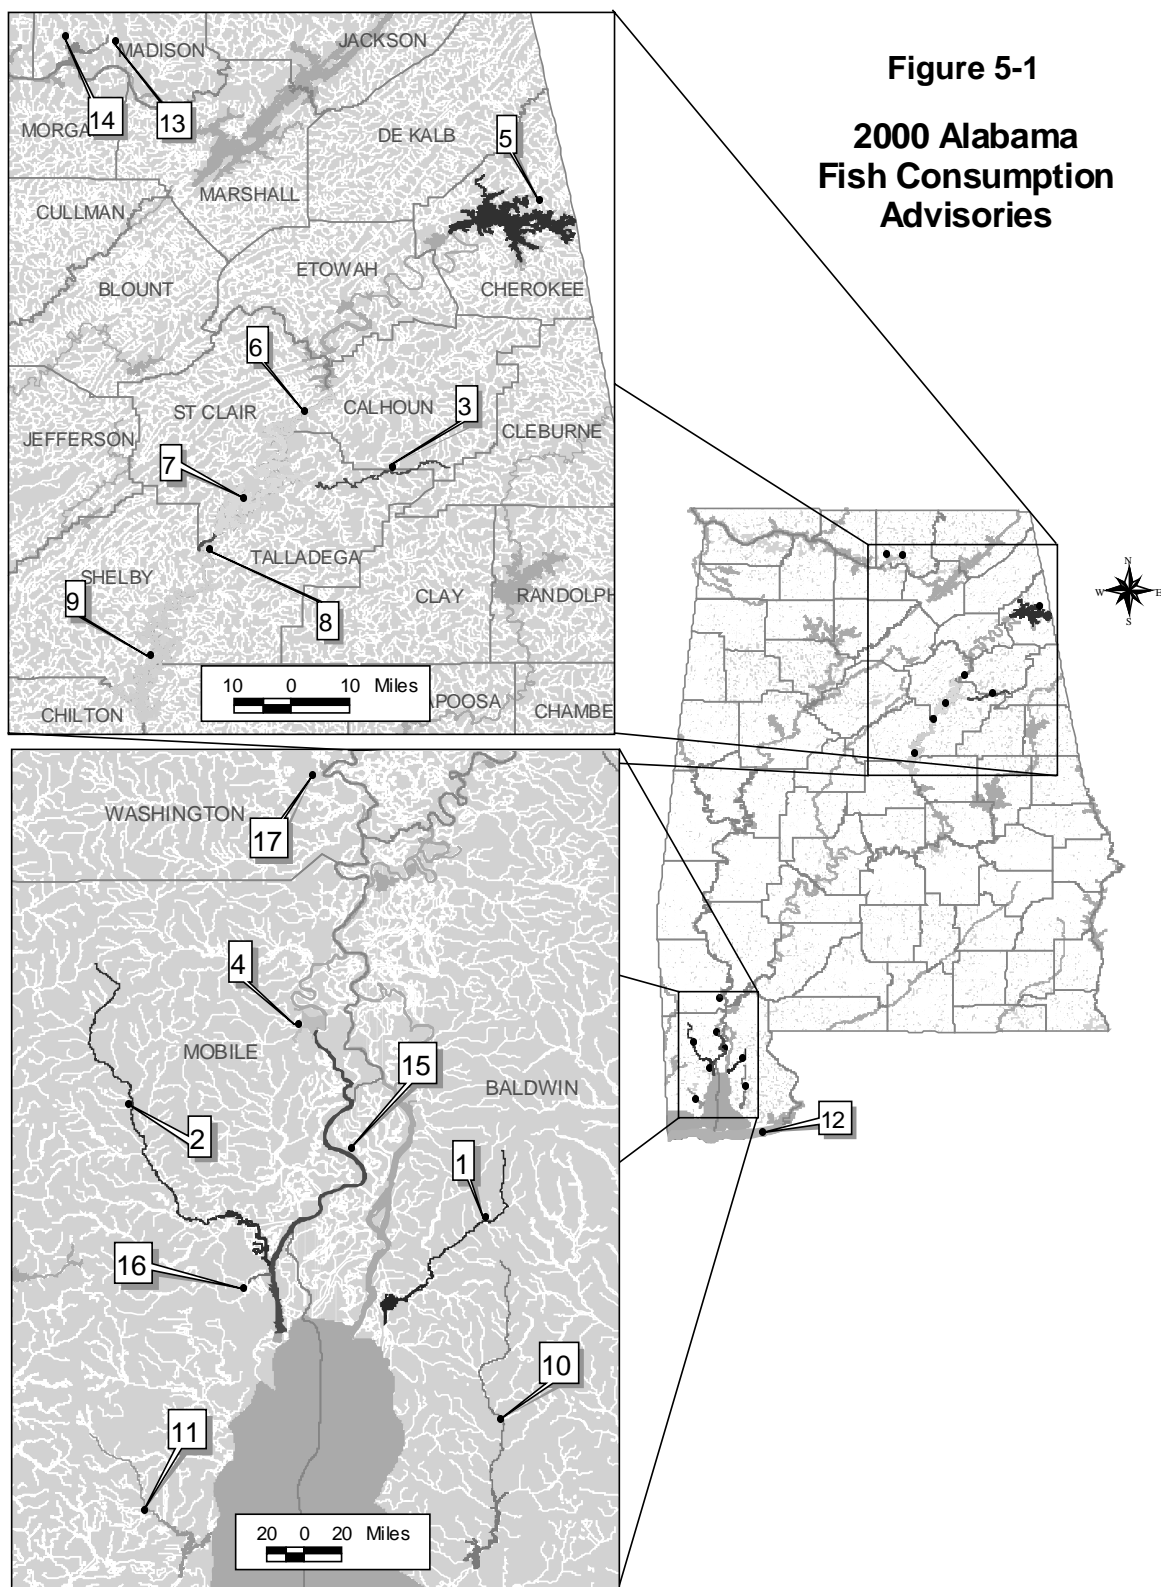 Figure 5-1
2000 Alabama
Fish Consumption
Advisories
MADISON
JACKSON
14
13
MORGA
DE KALB
5
MARSHALL
CULLMAN
ETOWAH
BLOUNT
CHEROKEE
6
ST CLAIR
CALHOUN
3
JEFFERSON
CLEBURNE
7
TALLADEGA
SHELBY
CLAY
RANDOLPH
9
8
10 0 10 Miles
CHILTON
APOOSA
CHAMBE
N
W
E
S
WASHINGTON
17
4
MOBILE
15
BALDWIN
2
1
12
16
10
11
20 0 20 Miles